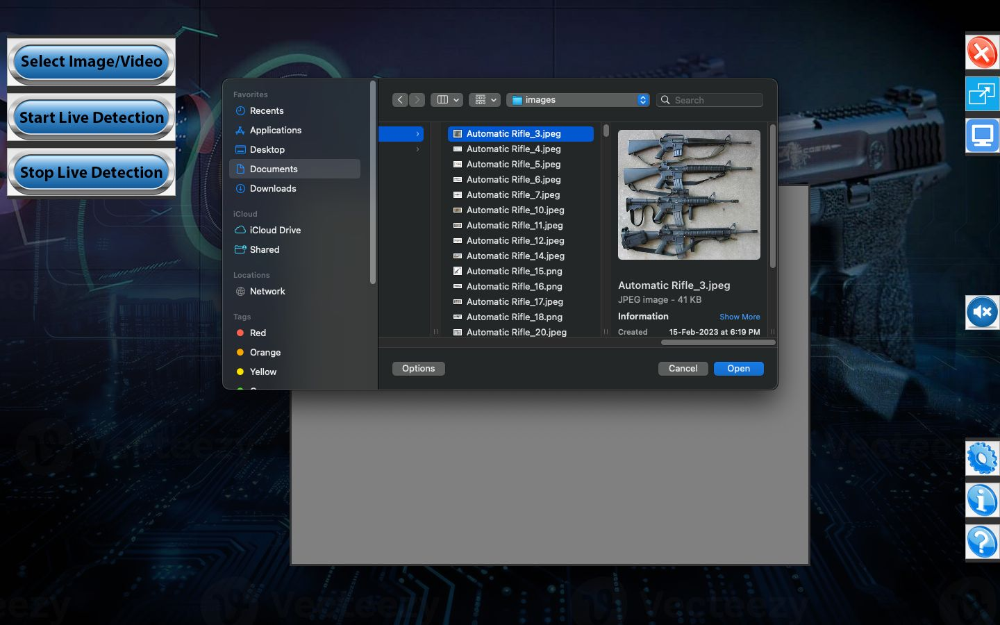 Select Image/Video
Start Live Detection
Stop Live Detection
Favorites
Recents
Applications
Desktop
Documents
Downloads
iCloud
iCloud Drive
Shared
Locations
Network
Tags
Red
Orange
Yellow
images
Search
Automatic Rifle_3.jpeg
Automatic Rifle_4.jpeg
Automatic Rifle_5.jpeg
Automatic Rifle_6.jpeg
Automatic Rifle_7.jpeg
Automatic Rifle_10.jpeg
Automatic Rifle_11.jpeg
Automatic Rifle_12.jpeg
Automatic Rifle_14.jpeg
Automatic Rifle_15.png
Automatic Rifle_16.png
Automatic Rifle_17.jpeg
Automatic Rifle_18.png
Automatic Rifle_20.jpeg
Automatic Rifle_3.jpeg
JPEG image - 41 KB
Information Show More
Created 15-Feb-2023 at 6:19 PM
Options
Cancel
Open
COSTA
Vecteezy
Vecteezy
Vecteezy